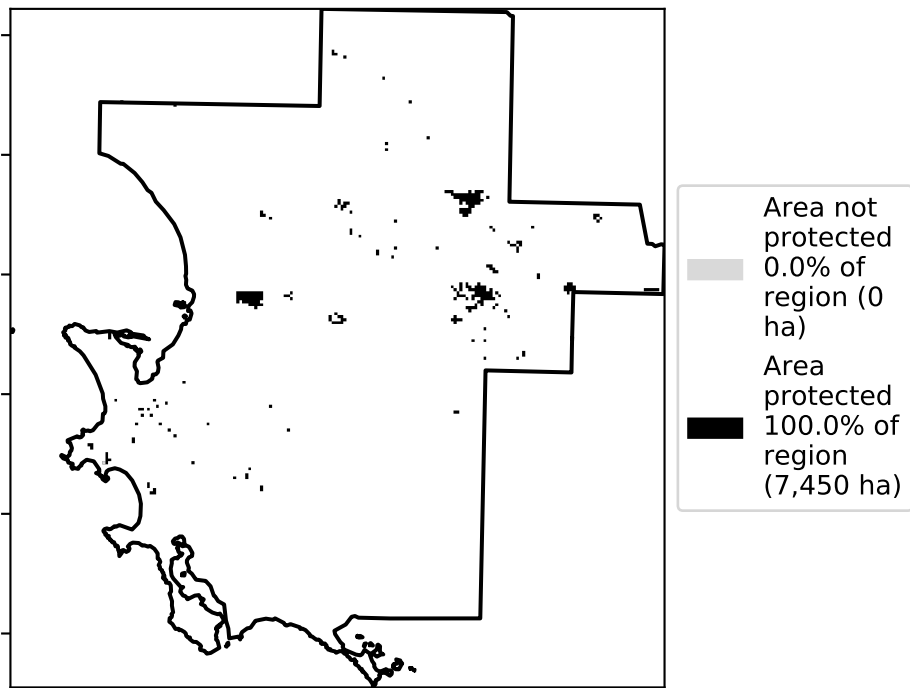 Area not
protected
0.0% of
region (0
ha)
Area
protected
100.0% of
region
(7,450 ha)